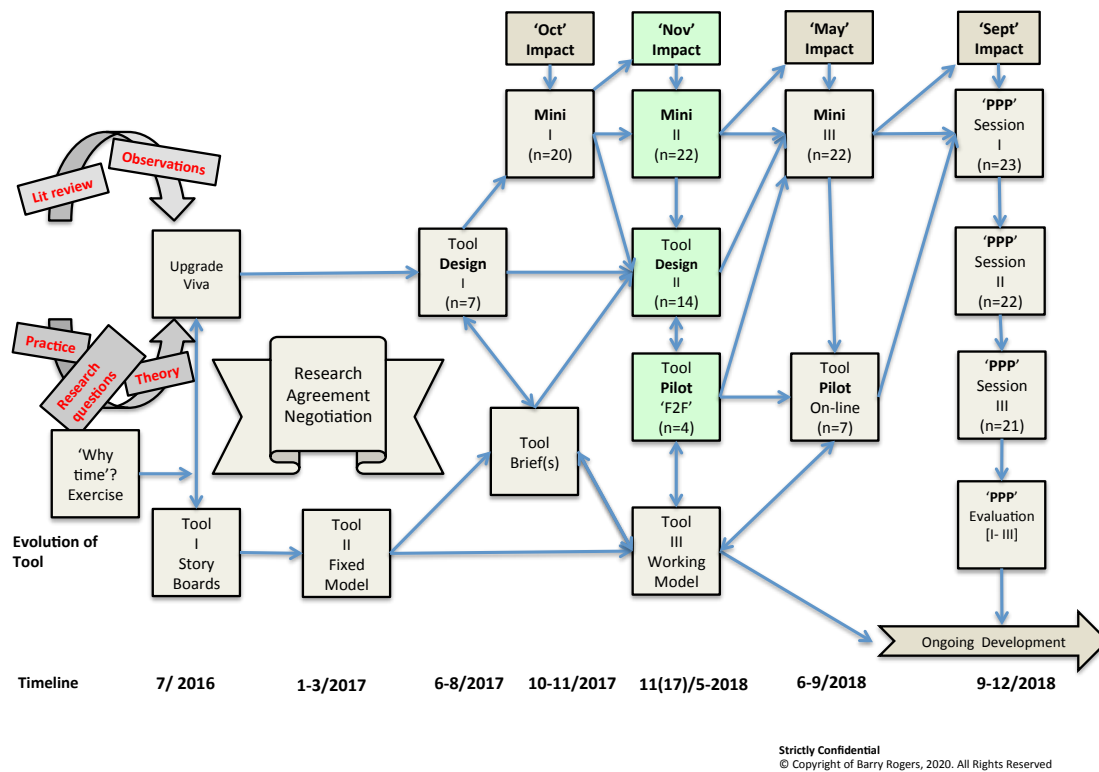 ‘Oct’
Impact
‘Nov’
Impact
‘May’
Impact
‘Sept’
Impact
Mini
I
(n=20)
Mini
II
(n=22)
Mini
III
(n=22)
‘PPP’
Session
I
(n=23)
Observations
Lit review
Upgrade
Viva
Tool
Design
I
(n=7)
Tool
Design
II
(n=14)
‘PPP’
Session
II
(n=22)
Practice
Research
questions
Theory
Research
Agreement
Negotiation
Tool
Pilot
‘F2F’
(n=4)
Tool
Pilot
On-line
(n=7)
‘PPP’
Session
III
(n=21)
‘Why
time’?
Exercise
Tool
Brief(s)
Evolution of
Tool
Tool
I
Story
Boards
Tool
II
Fixed
Model
Tool
III
Working
Model
‘PPP’
Evaluation
[I- III]
Ongoing Development
Timeline
7/ 2016
1-3/2017
6-8/2017
10-11/2017
11(17)/5-2018
6-9/2018
9-12/2018
Strictly Confidential
© Copyright of Barry Rogers, 2020. All Rights Reserved